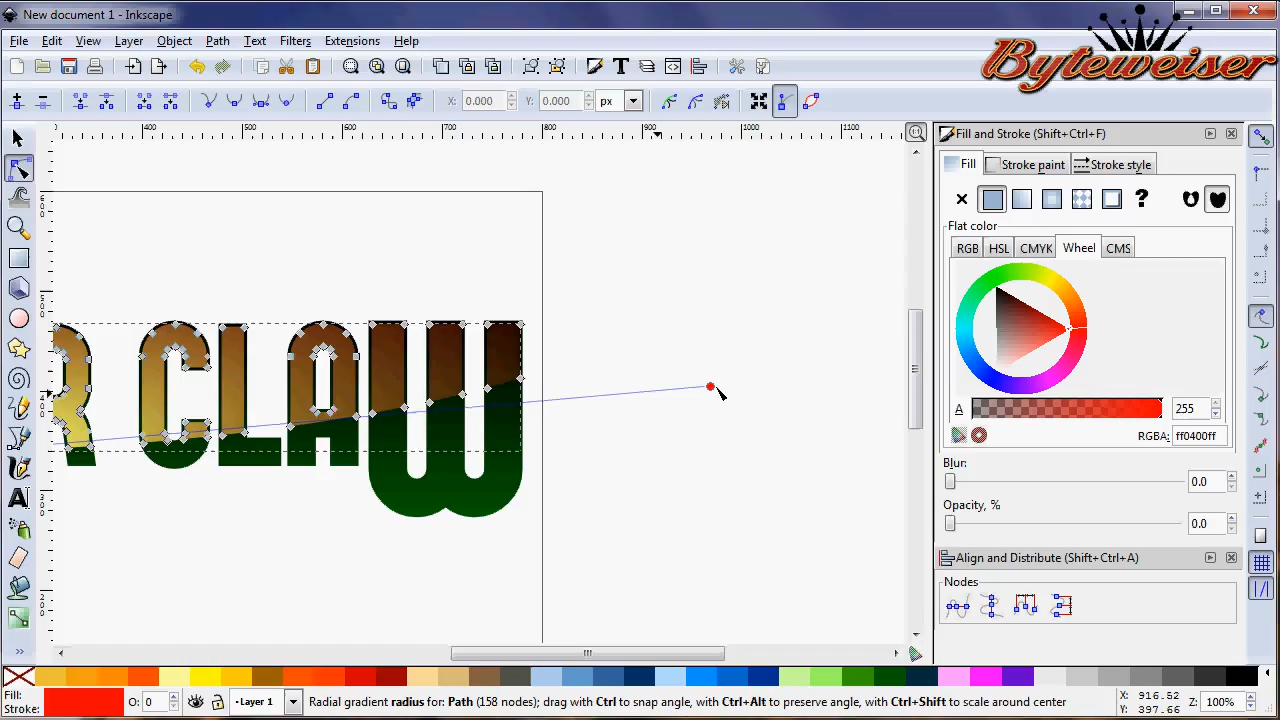 New document 1 - Inkscape
Byteweiser
File Edit View Layer Object Path Text Filters Extensions Help
X: 0.000 Y: 0.000 px
400 500 600 700 800 900 1000 1100
Fill and Stroke (Shift+Ctrl+F)
Fill Stroke paint Stroke style
?
Flat color
RGB HSL CMYK Wheel CMS
R CLAW
A 255
RGBA: ff0400ff
Blur:
0.0
Opacity, %
0.0
Align and Distribute (Shift+Ctrl+A)
Nodes
Fill:
Stroke:
O: 0
Layer 1
Radial gradient radius for: Path (158 nodes); drag with Ctrl to snap angle, with Ctrl+Alt to preserve angle, with Ctrl+Shift to scale around center
X: 916.52
Y: 397.66
Z: 100%